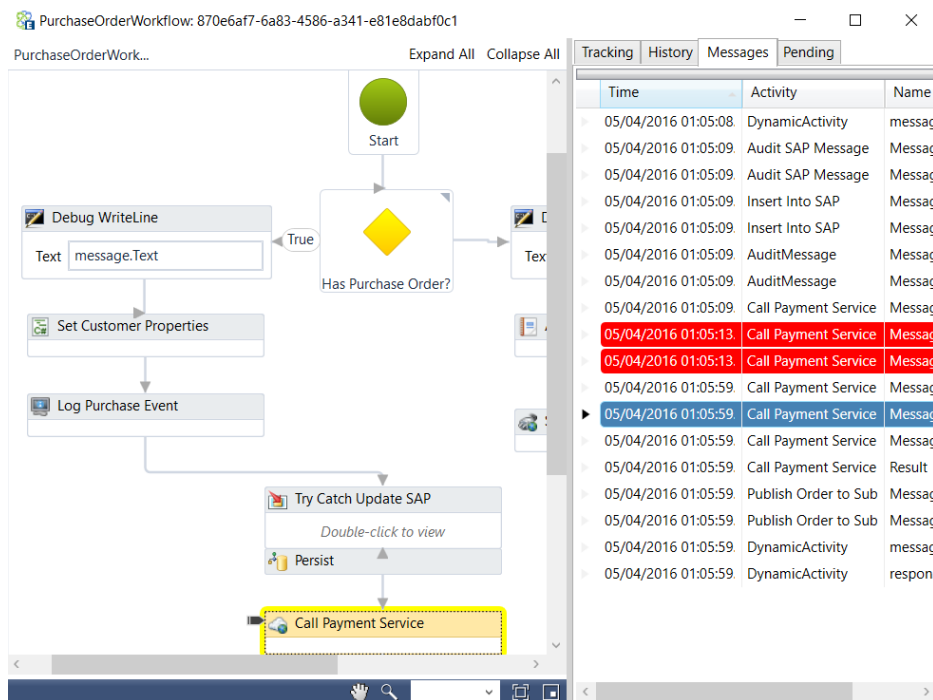 PurchaseOrderWorkflow: 870e6af7-6a83-4586-a341-e81e8dabf0c1
PurchaseOrderWork...
Expand All Collapse All
Start
Debug WriteLine
Text message.Text
True
Has Purchase Order?
D
Tex
Set Customer Properties
Log Purchase Event
Try Catch Update SAP
Double-click to view
Persist
Call Payment Service
Tracking History Messages Pending
Time Activity Name
05/04/2016 01:05:08. DynamicActivity messag
05/04/2016 01:05:09. Audit SAP Message Messag
05/04/2016 01:05:09. Audit SAP Message Messag
05/04/2016 01:05:09. Insert Into SAP Messag
05/04/2016 01:05:09. Insert Into SAP Messag
05/04/2016 01:05:09. AuditMessage Messag
05/04/2016 01:05:09. AuditMessage Messag
05/04/2016 01:05:09. Call Payment Service Messag
05/04/2016 01:05:13. Call Payment Service Messag
05/04/2016 01:05:13. Call Payment Service Messag
05/04/2016 01:05:59. Call Payment Service Messag
05/04/2016 01:05:59. Call Payment Service Messag
05/04/2016 01:05:59. Call Payment Service Messag
05/04/2016 01:05:59. Call Payment Service Result
05/04/2016 01:05:59. Publish Order to Sub Messag
05/04/2016 01:05:59. Publish Order to Sub Messag
05/04/2016 01:05:59. DynamicActivity messag
05/04/2016 01:05:59. DynamicActivity respon